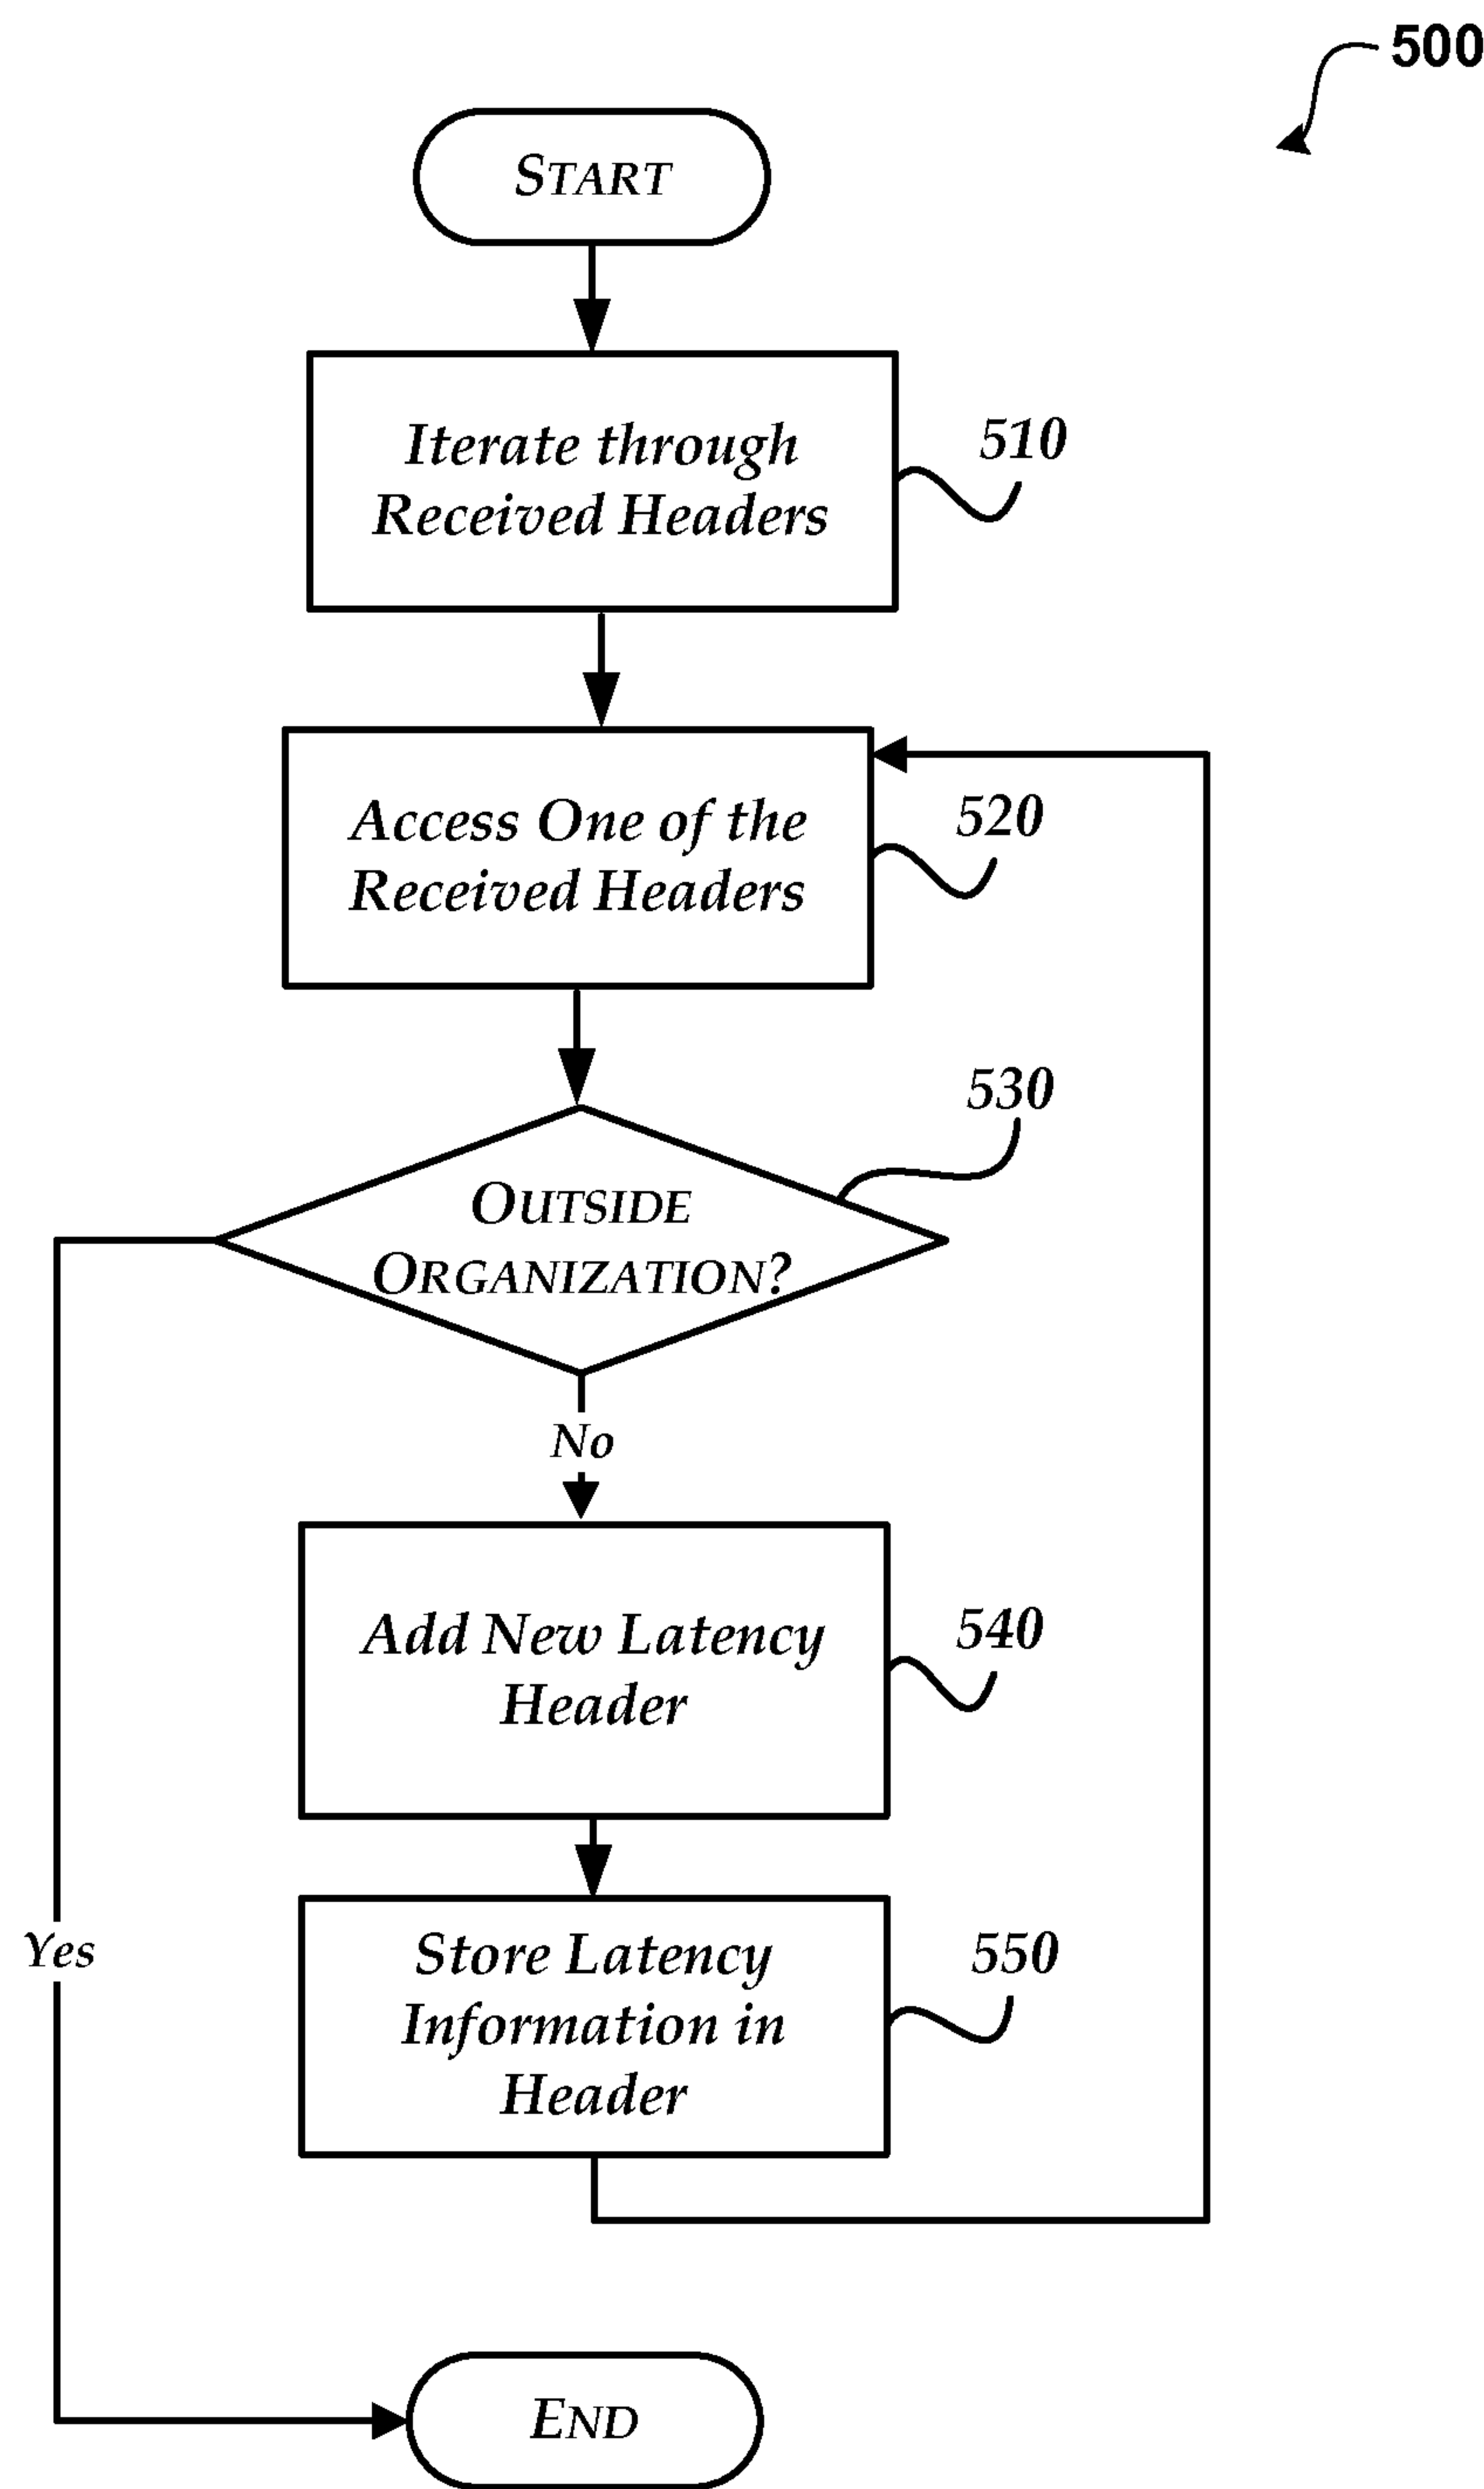 500
START
Iterate through
Received Headers
510
Access One of the
Received Headers
520
530
OUTSIDE
ORGANIZATION?
No
Add New Latency
Header
540
Yes
Store Latency
Information in
Header
550
END